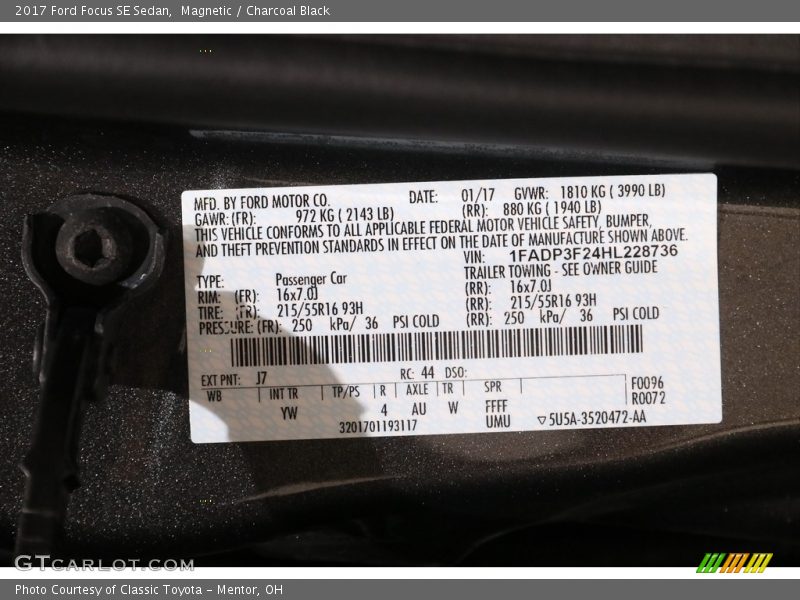 2017 Ford Focus SE Sedan,  Magnetic / Charcoal Black
MFD. BY FORD MOTOR CO. DATE: 01/17 GVWR: 1810 KG ( 3990 LB)
GAWR: (FR): 972 KG ( 2143 LB) (RR): 880 KG ( 1940 LB)
THIS VEHICLE CONFORMS TO ALL APPLICABLE FEDERAL MOTOR VEHICLE SAFETY, BUMPER,
AND THEFT PREVENTION STANDARDS IN EFFECT ON THE DATE OF MANUFACTURE SHOWN ABOVE.
VIN: 1FADP3F24HL228736
TYPE: Passenger Car TRAILER TOWING - SEE OWNER GUIDE
RIM: (FR): 16x7.0J (RR): 16x7.0J
TIRE: (FR): 215/55R16 93H (RR): 215/55R16 93H
PRESSURE: (FR): 250 kPa/ 36 PSI COLD (RR): 250 kPa/ 36 PSI COLD
EXT PNT: J7 RC: 44 DSO:
WB INT TR TP/PS R AXLE TR SPR F0096
YW 4 AU W FFFF R0072
3201701193117 UMU ▽5U5A-3520472-AA
GTCARLOT.COM
Photo Courtesy of Classic Toyota - Mentor, OH